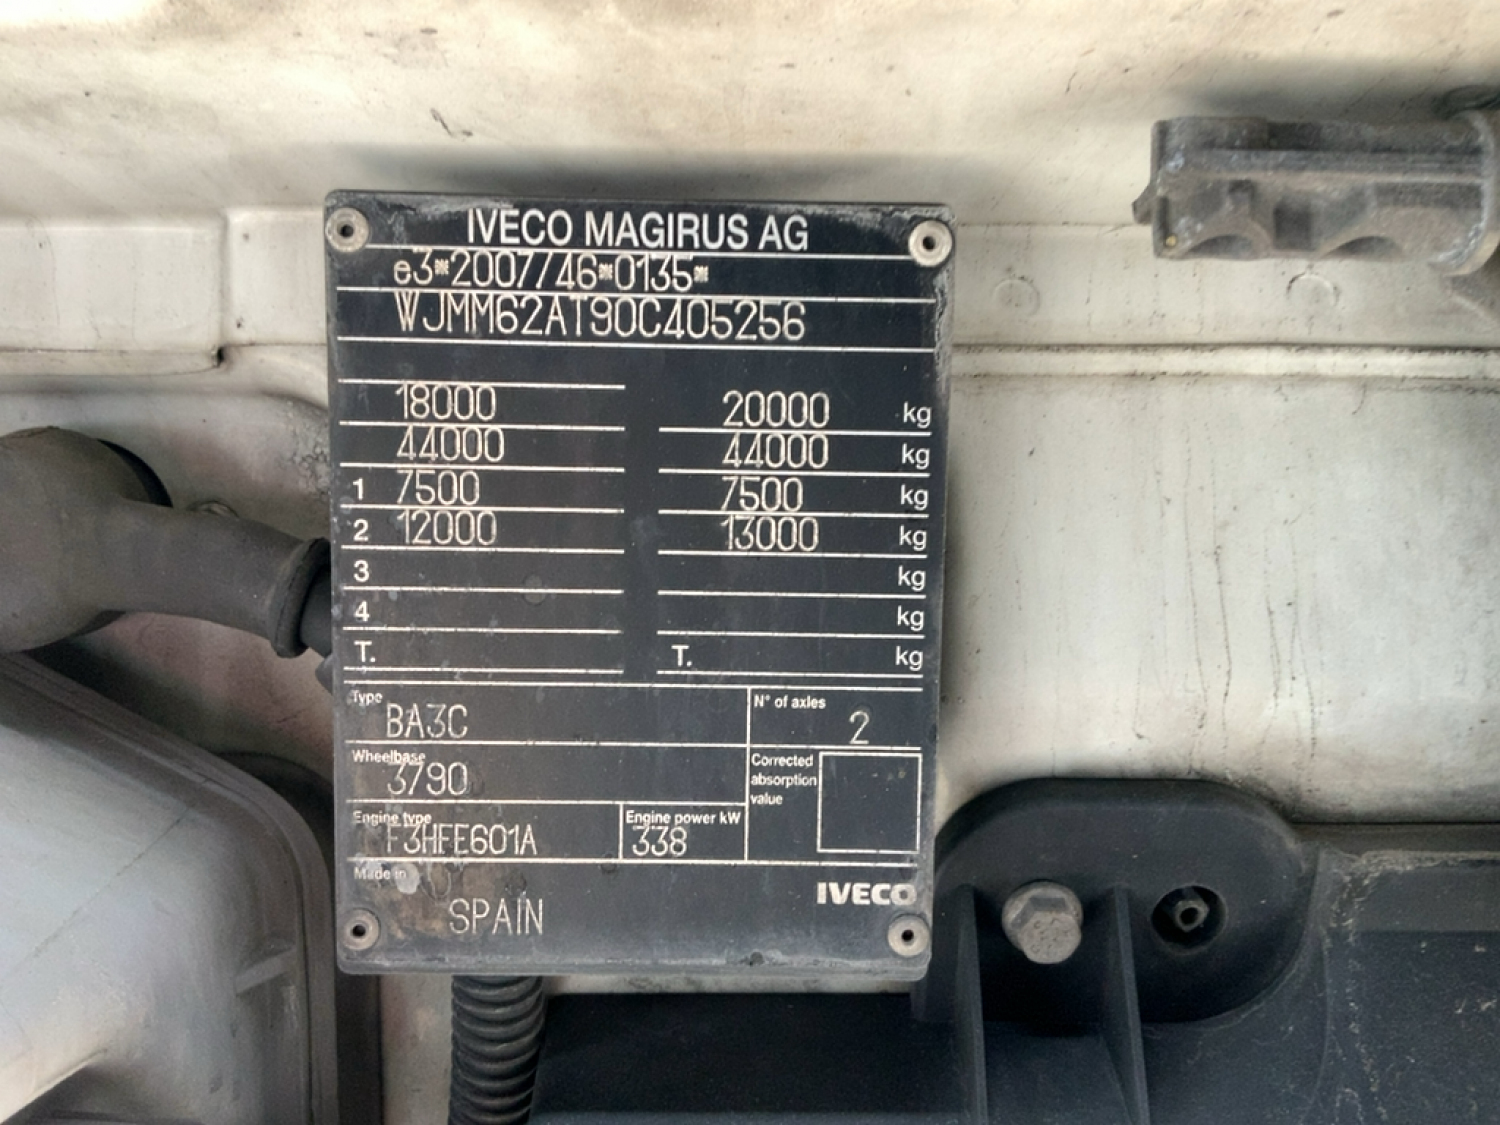 IVECO MAGIRUS AG
e3*2007/46*0135*
WJMM62AT90C405256
18000 20000 kg
44000 44000 kg
1 7500 7500 kg
2 12000 13000 kg
3 kg
4 kg
T. T. kg
Type BA3C N° of axles 2
Wheelbase 3790 Corrected absorption value
Engine type F3HFE601A Engine power kW 338
Made in SPAIN
IVECO